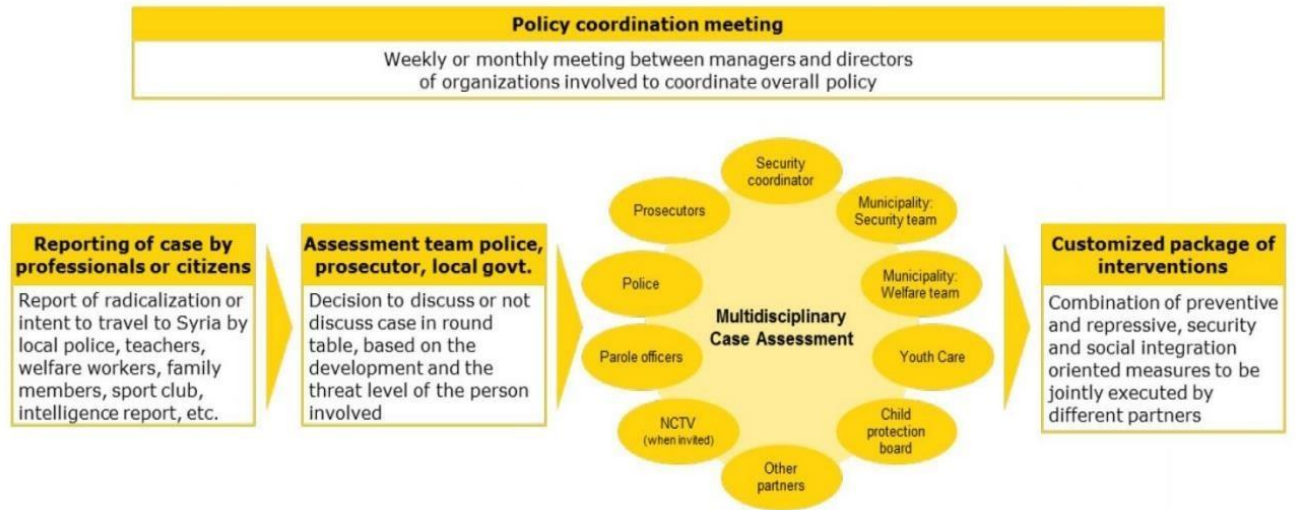 Policy coordination meeting
Weekly or monthly meeting between managers and directors
of organizations involved to coordinate overall policy
Reporting of case by
professionals or citizens
Report of radicalization or
intent to travel to Syria by
local police, teachers,
welfare workers, family
members, sport club,
intelligence report, etc.
Assessment team police,
prosecutor, local govt.
Decision to discuss or not
discuss case in round
table, based on the
development and the
threat level of the person
involved
Multidisciplinary
Case Assessment
Security
coordinator
Municipality:
Security team
Municipality:
Welfare team
Youth Care
Child
protection
board
Other
partners
NCTV
(when invited)
Parole officers
Police
Prosecutors
Customized package of
interventions
Combination of preventive
and repressive, security
and social integration
oriented measures to be
jointly executed by
different partners